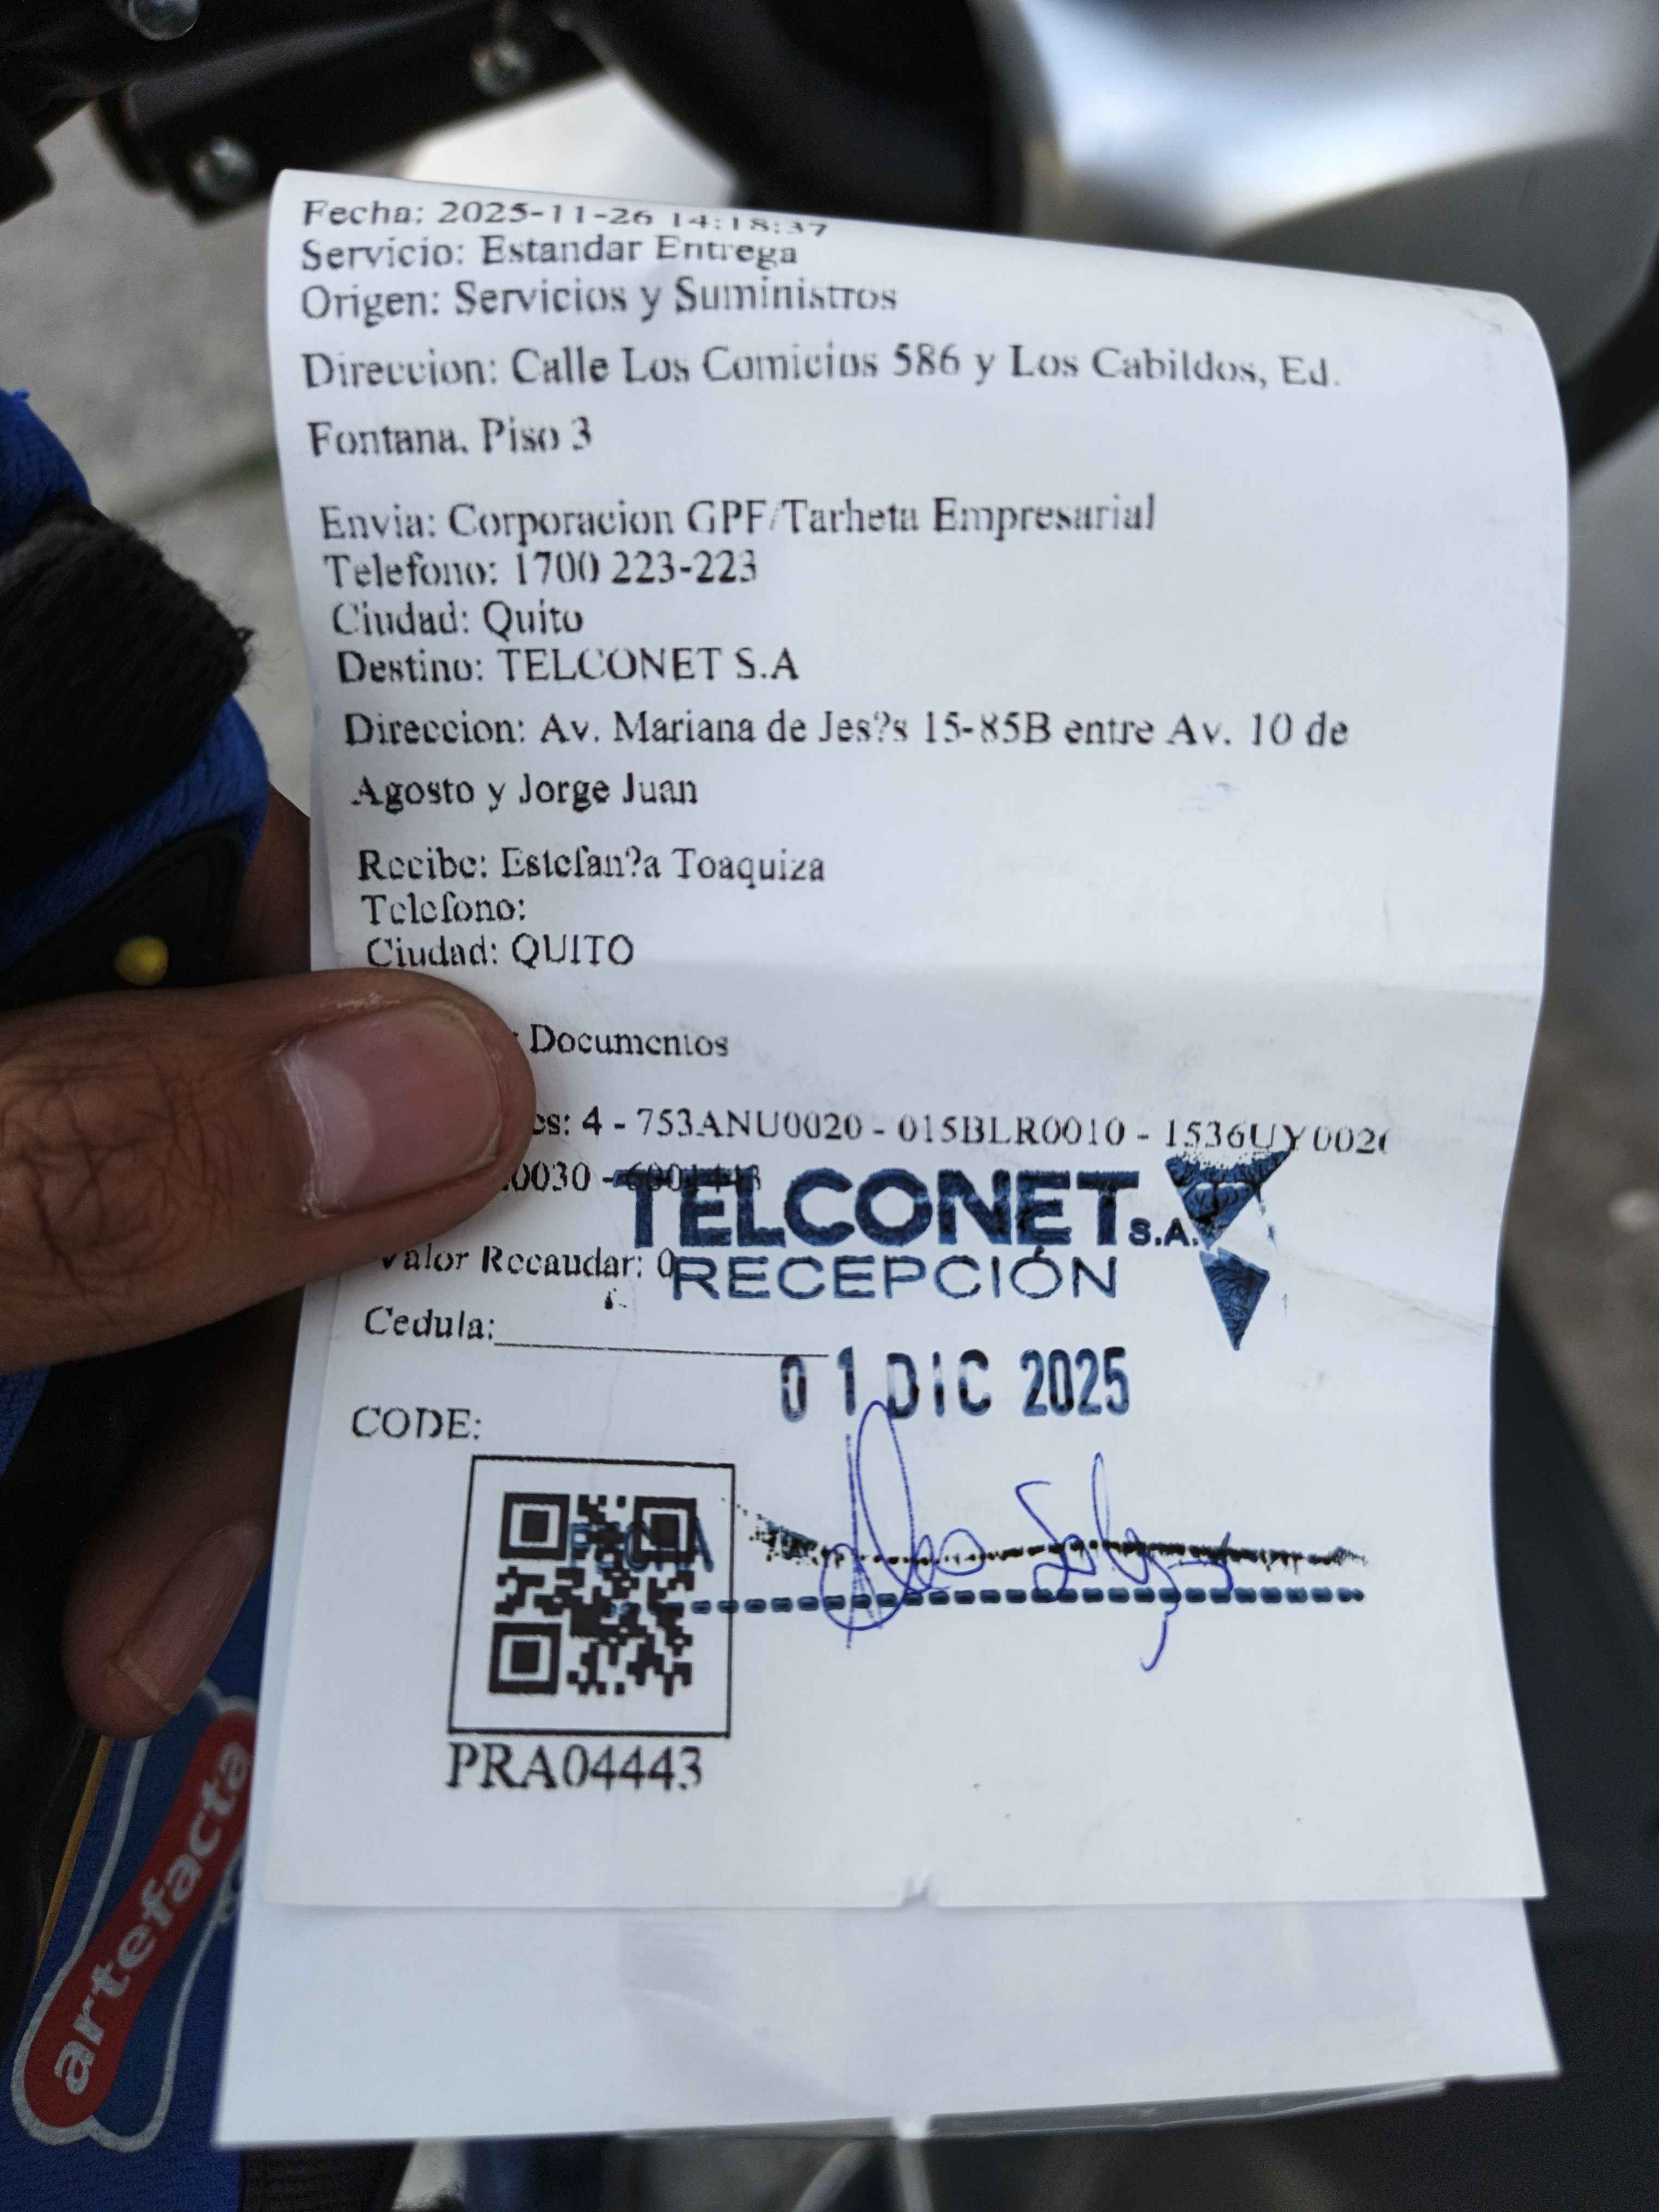 Fecha: 2025-11-26 14:18:37
Servicio: Estandar Entrega
Origen: Servicios y Suministros
Direccion: Calle Los Comicios 586 y Los Cabildos, Ed.
Fontana. Piso 3
Envia: Corporacion GPF/Tarheta Empresarial
Telefono: 1700 223-223
Ciudad: Quito
Destino: TELCONET S.A
Direccion: Av. Mariana de Jes?s 15-85B entre Av. 10 de
Agosto y Jorge Juan
Recibe: Estefan?a Toaquiza
Telefono:
Ciudad: QUITO
Documentos
es: 4 - 753ANU0020 - 015BLR0010 - 1536UY002
0030 -
TELCONET S.A.
Valor Recaudar: 0
RECEPCIÓN
Cedula:
01 DIC 2025
CODE:
FECHA
PRA04443
artefacta